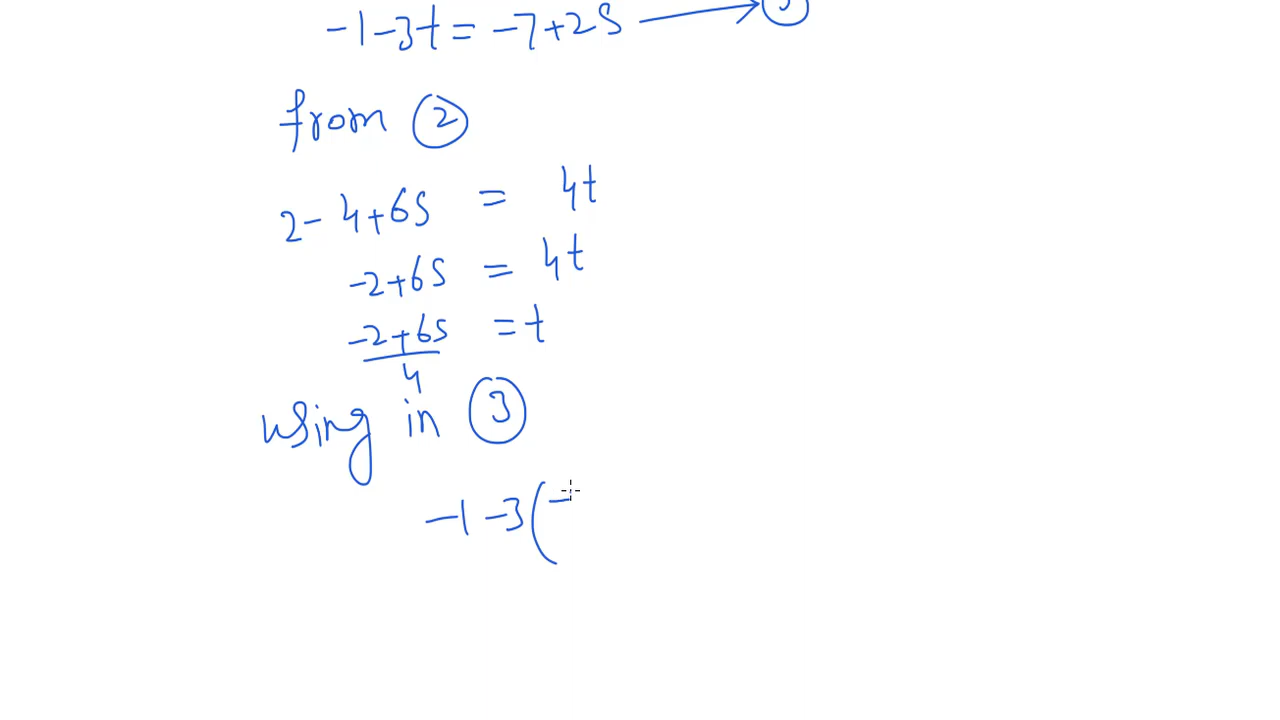 -1-3t = -7+2S ⟶ 3
from ②
2-4+6S = 4t
-2+6S = 4t
-2+6S = t
4
using in ③
-1-3(-